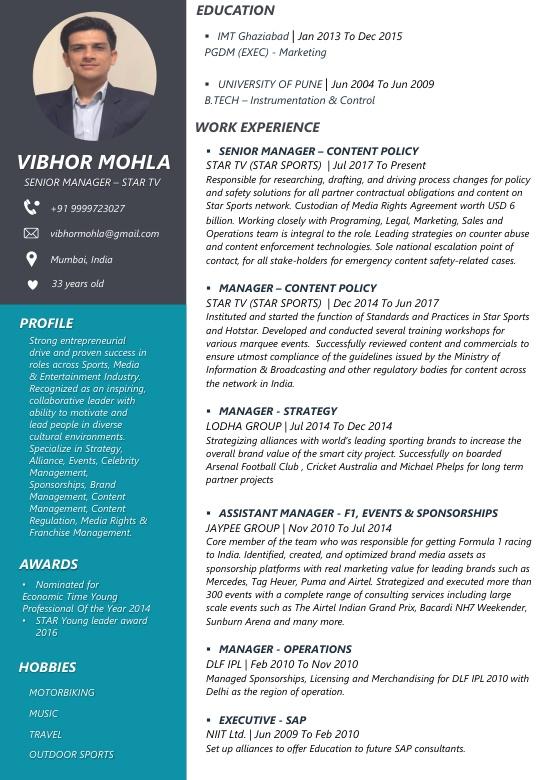 VIBHOR MOHLA
SENIOR MANAGER – STAR TV
+91 9999723027
vibhormohla@gmail.com
Mumbai, India
33 years old
PROFILE
Strong entrepreneurial
drive and proven success in
roles across Sports, Media
& Entertainment Industry.
Recognized as an inspiring,
collaborative leader with
ability to motivate and
lead people in diverse
cultural environments.
Specialize in Strategy,
Alliance, Events, Celebrity
Management,
Sponsorships, Brand
Management, Content
Management, Content
Regulation, Media Rights &
Franchise Management.
AWARDS
• Nominated for
Economic Time Young
Professional Of the Year 2014
• STAR Young leader award
2016
HOBBIES
MOTORBIKING
MUSIC
TRAVEL
OUTDOOR SPORTS
EDUCATION
▪ IMT Ghaziabad | Jan 2013 To Dec 2015
PGDM (EXEC) - Marketing
▪ UNIVERSITY OF PUNE | Jun 2004 To Jun 2009
B.TECH – Instrumentation & Control
WORK EXPERIENCE
▪ SENIOR MANAGER – CONTENT POLICY
STAR TV (STAR SPORTS) | Jul 2017 To Present
Responsible for researching, drafting, and driving process changes for policy
and safety solutions for all partner contractual obligations and content on
Star Sports network. Custodian of Media Rights Agreement worth USD 6
billion. Working closely with Programing, Legal, Marketing, Sales and
Operations team is integral to the role. Leading strategies on counter abuse
and content enforcement technologies. Sole national escalation point of
contact, for all stake-holders for emergency content safety-related cases.
▪ MANAGER – CONTENT POLICY
STAR TV (STAR SPORTS) | Dec 2014 To Jun 2017
Instituted and started the function of Standards and Practices in Star Sports
and Hotstar. Developed and conducted several training workshops for
various marquee events. Successfully reviewed content and commercials to
ensure utmost compliance of the guidelines issued by the Ministry of
Information & Broadcasting and other regulatory bodies for content across
the network in India.
▪ MANAGER - STRATEGY
LODHA GROUP | Jul 2014 To Dec 2014
Strategizing alliances with world's leading sporting brands to increase the
overall brand value of the smart city project. Successfully on boarded
Arsenal Football Club , Cricket Australia and Michael Phelps for long term
partner projects
▪ ASSISTANT MANAGER - F1, EVENTS & SPONSORSHIPS
JAYPEE GROUP | Nov 2010 To Jul 2014
Core member of the team who was responsible for getting Formula 1 racing
to India. Identified, created, and optimized brand media assets as
sponsorship platforms with real marketing value for leading brands such as
Mercedes, Tag Heuer, Puma and Airtel. Strategized and executed more than
300 events with a complete range of consulting services including large
scale events such as The Airtel Indian Grand Prix, Bacardi NH7 Weekender,
Sunburn Arena and many more.
▪ MANAGER - OPERATIONS
DLF IPL | Feb 2010 To Nov 2010
Managed Sponsorships, Licensing and Merchandising for DLF IPL 2010 with
Delhi as the region of operation.
▪ EXECUTIVE - SAP
NIIT Ltd. | Jun 2009 To Feb 2010
Set up alliances to offer Education to future SAP consultants.